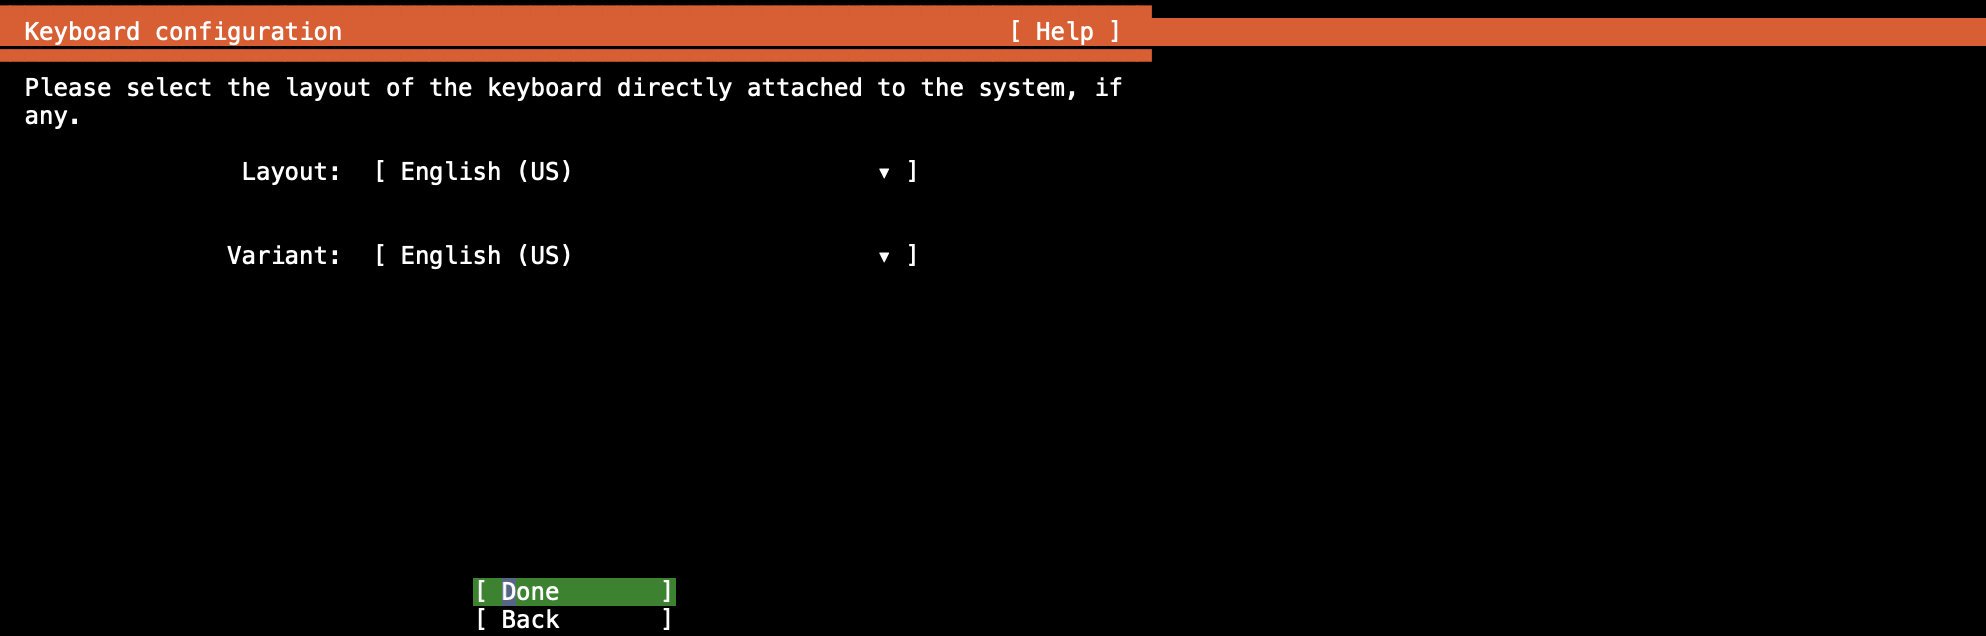 Keyboard configuration [ Help ]
Please select the layout of the keyboard directly attached to the system, if
any.
Layout: [ English (US) ▾ ]
Variant: [ English (US) ▾ ]
[ Done ]
[ Back ]